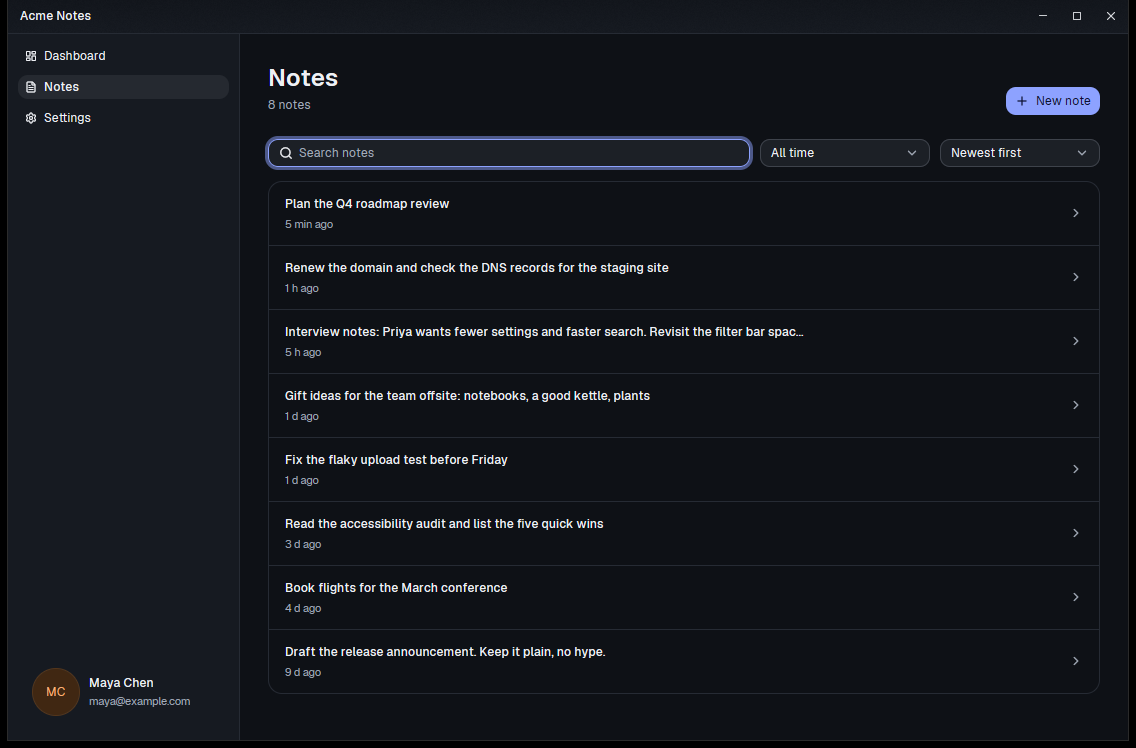 Acme Notes
Dashboard
Notes
Settings
Notes
8 notes
New note
Search notes
All time
Newest first
Plan the Q4 roadmap review
5 min ago
Renew the domain and check the DNS records for the staging site
1 h ago
Interview notes: Priya wants fewer settings and faster search. Revisit the filter bar spac...
5 h ago
Gift ideas for the team offsite: notebooks, a good kettle, plants
1 d ago
Fix the flaky upload test before Friday
1 d ago
Read the accessibility audit and list the five quick wins
3 d ago
Book flights for the March conference
4 d ago
Draft the release announcement. Keep it plain, no hype.
9 d ago
MC
Maya Chen
maya@example.com